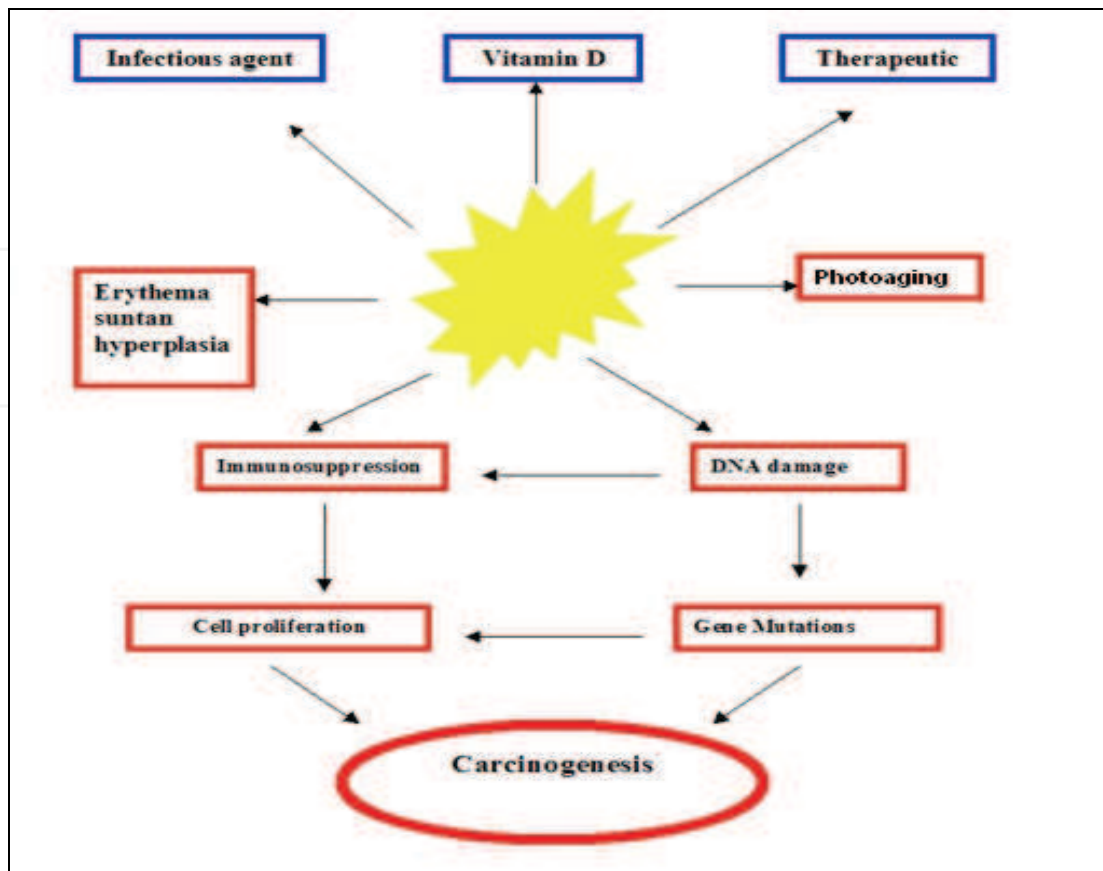 Infectious agent
Vitamin D
Therapeutic
Erythema
suntan
hyperplasia
Photoaging
Immunosuppression
DNA damage
Cell proliferation
Gene Mutations
Carcinogenesis